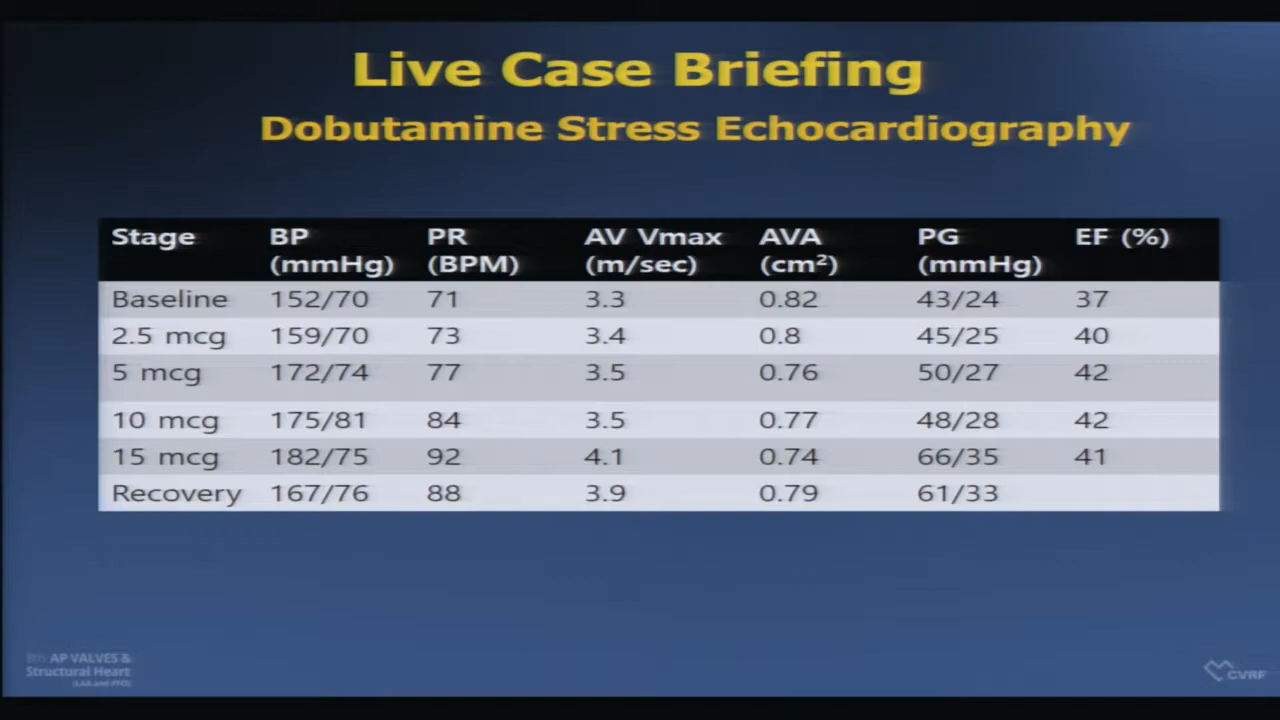 Live Case Briefing
Dobutamine Stress Echocardiography
Stage BP (mmHg) PR (BPM) AV Vmax (m/sec) AVA (cm²) PG (mmHg) EF (%)
Baseline 152/70 71 3.3 0.82 43/24 37
2.5 mcg 159/70 73 3.4 0.8 45/25 40
5 mcg 172/74 77 3.5 0.76 50/27 42
10 mcg 175/81 84 3.5 0.77 48/28 42
15 mcg 182/75 92 4.1 0.74 66/35 41
Recovery 167/76 88 3.9 0.79 61/33
8th AP VALVES &
Structural Heart
(LAA and PFO)
CVRF